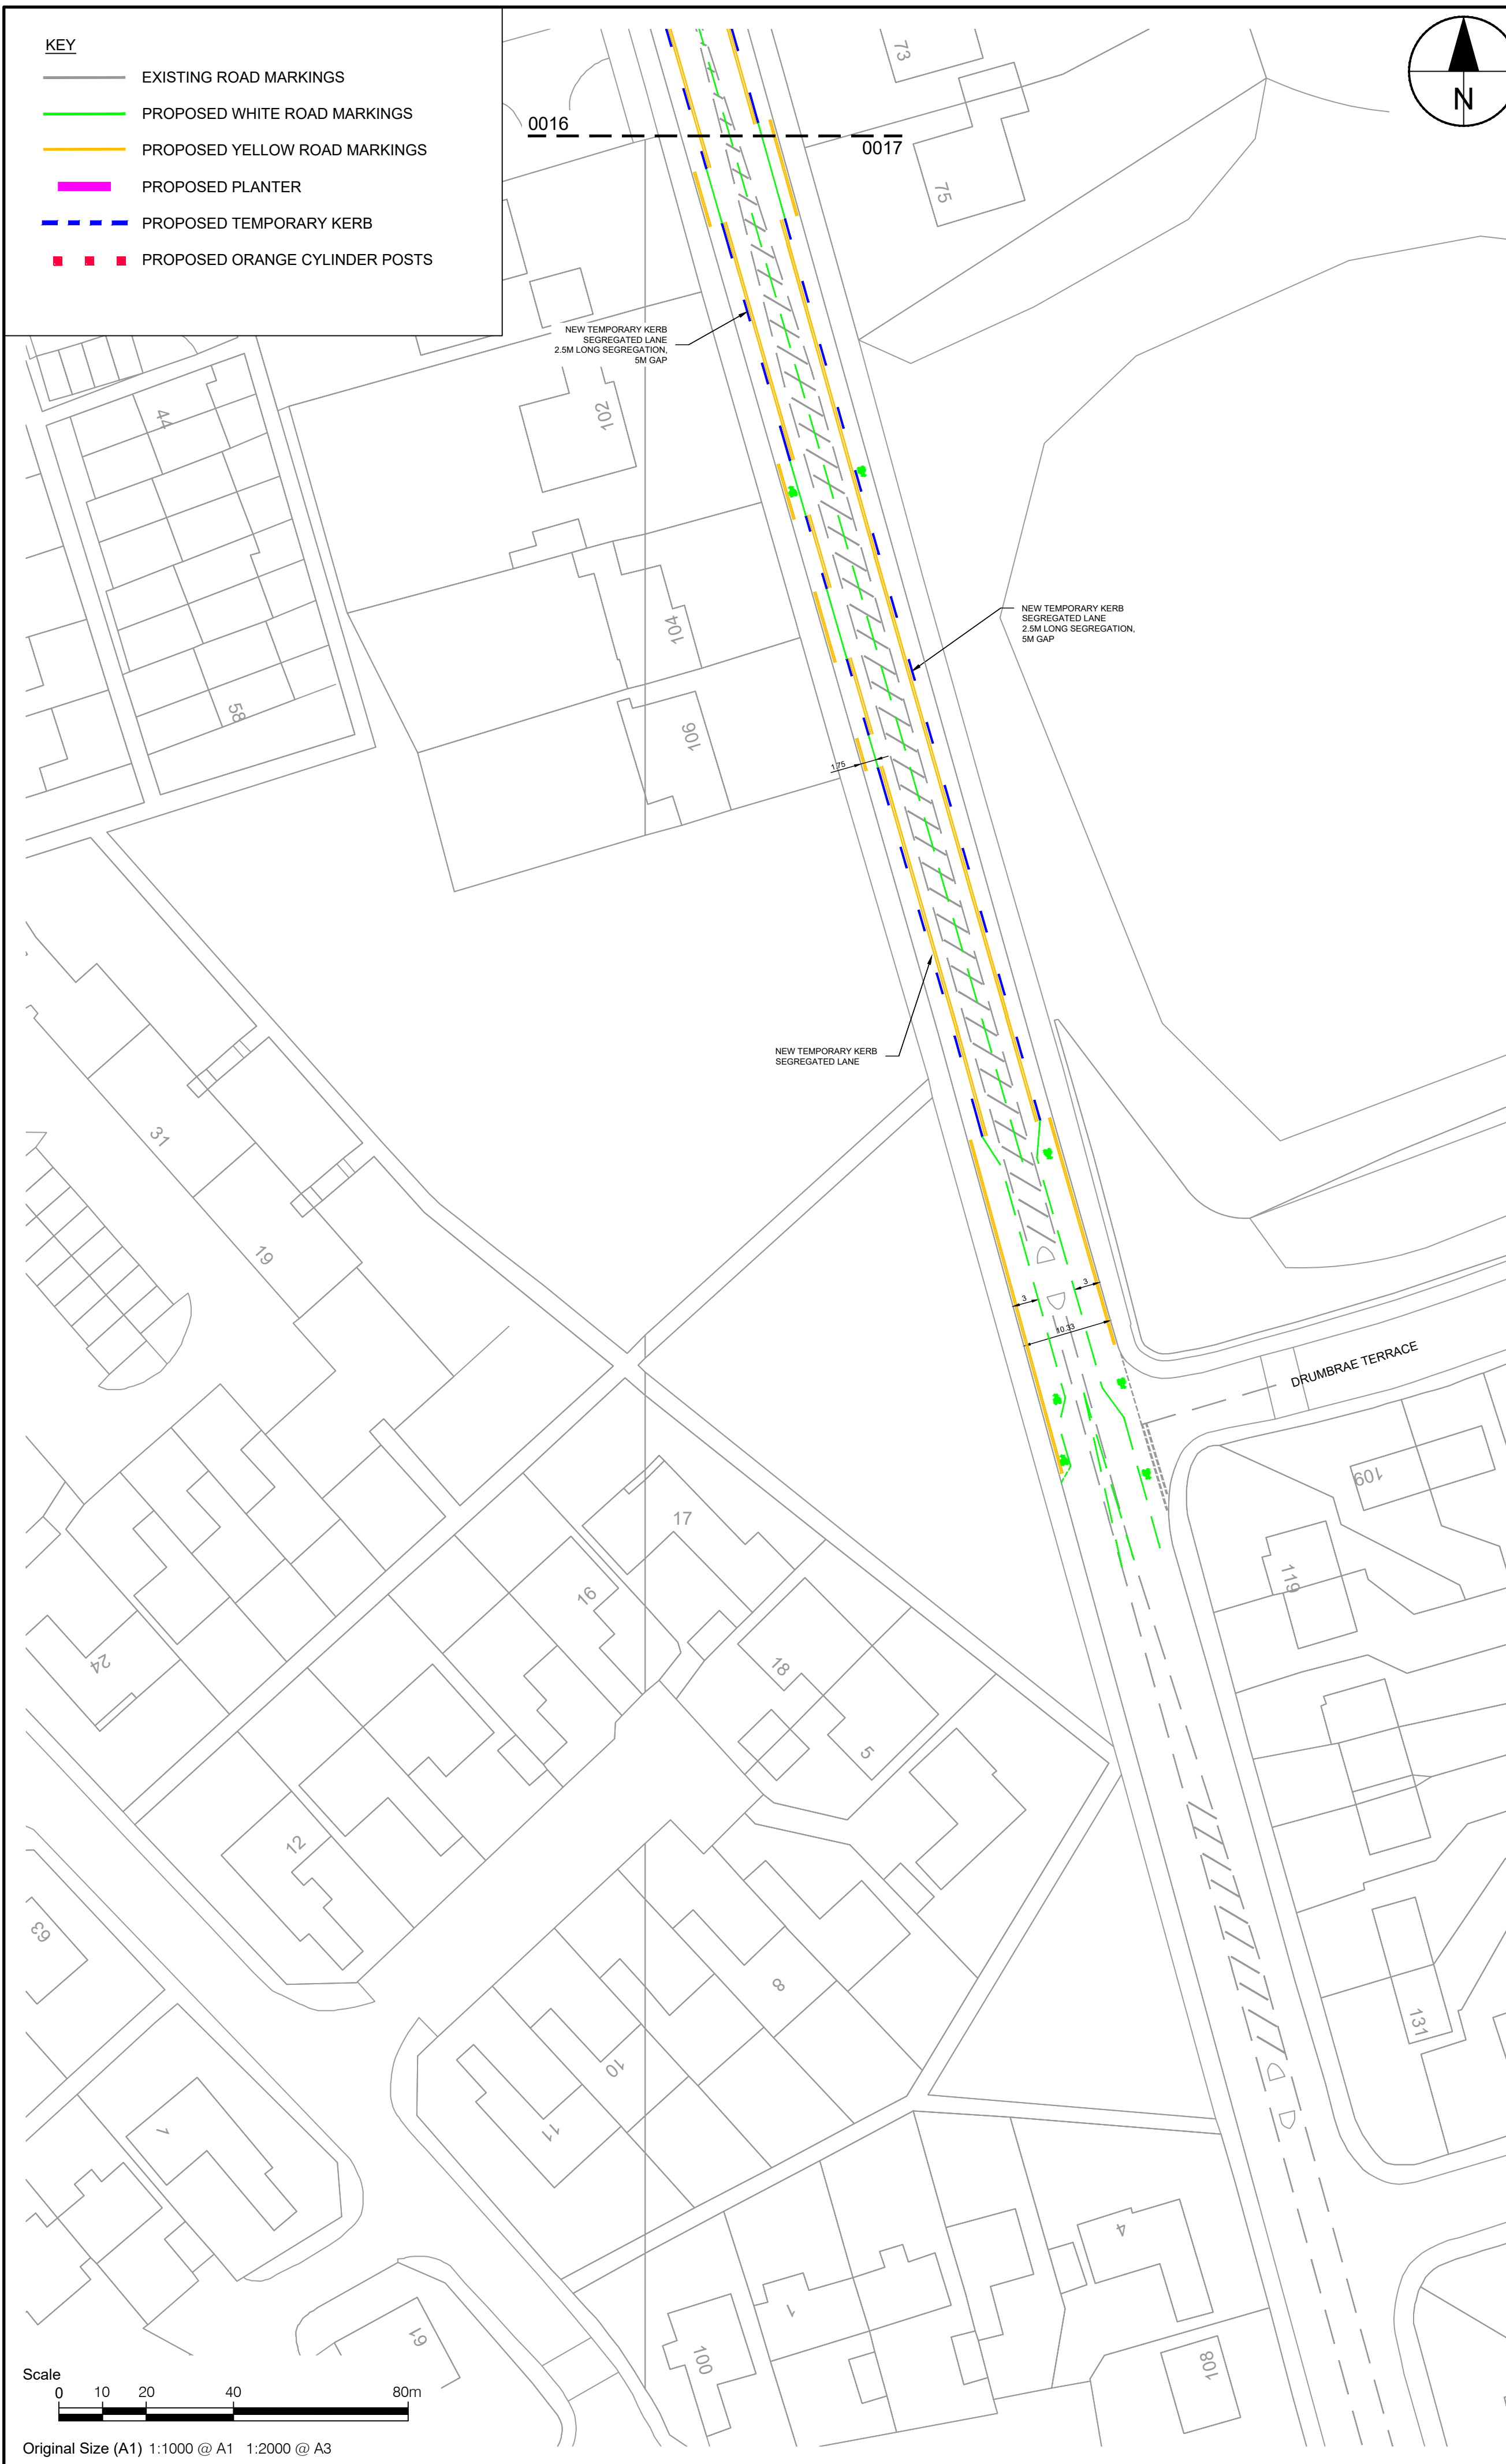 KEY
EXISTING ROAD MARKINGS
PROPOSED WHITE ROAD MARKINGS
PROPOSED YELLOW ROAD MARKINGS
PROPOSED PLANTER
PROPOSED TEMPORARY KERB
PROPOSED ORANGE CYLINDER POSTS
N
73
0016
0017
75
NEW TEMPORARY KERB
SEGREGATED LANE
2.5M LONG SEGREGATION,
5M GAP
102
44
NEW TEMPORARY KERB
SEGREGATED LANE
2.5M LONG SEGREGATION,
5M GAP
104
58
106
1.75
NEW TEMPORARY KERB
SEGREGATED LANE
31
19
3
3
10.33
DRUMBRAE TERRACE
109
17
119
16
24
18
5
12
63
8
131
10
11
1
4
1
61
100
108
Scale
0 10 20 40 80m
Original Size (A1) 1:1000 @ A1 1:2000 @ A3